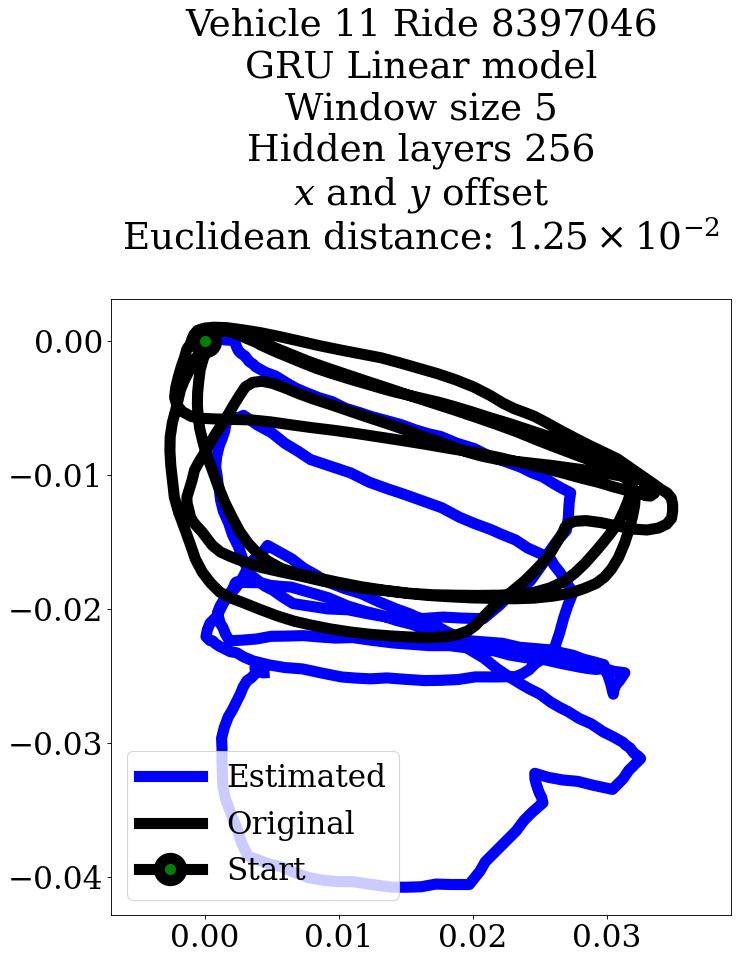 Vehicle 11 Ride 8397046
GRU Linear model
Window size 5
Hidden layers 256
x and y offset
Euclidean distance: 1.25 × 10⁻²
0.00
−0.01
−0.02
−0.03
−0.04
Estimated
Original
Start
0.00 0.01 0.02 0.03